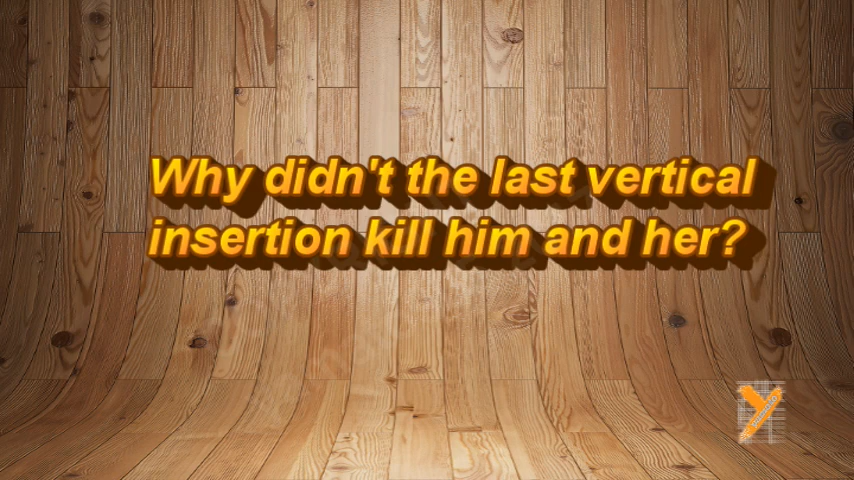 Why didn't the last vertical
insertion kill him and her?